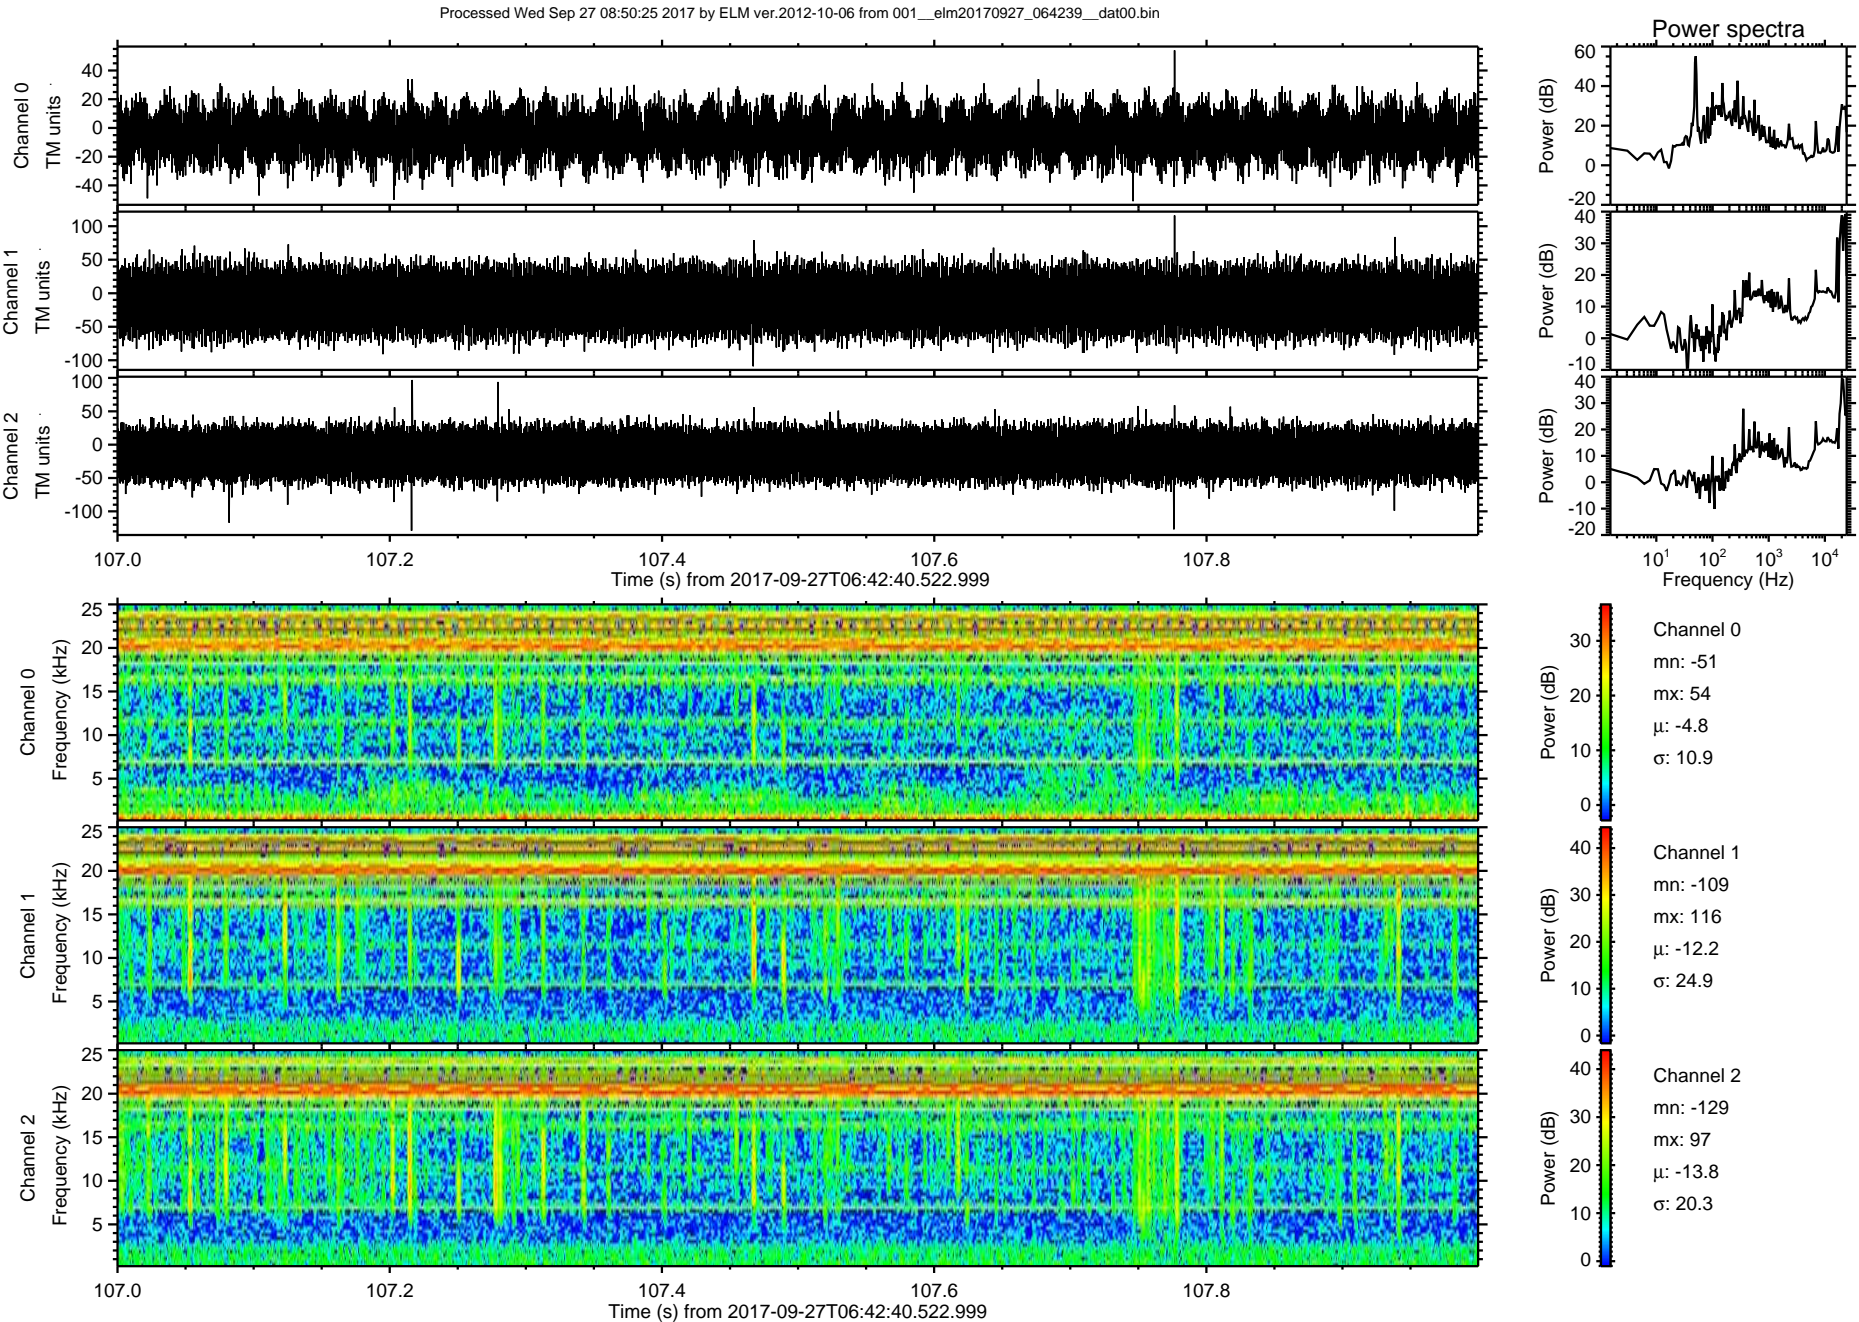 Processed Wed Sep 27 08:50:25 2017 by ELM ver.2012-10-06 from 001__elm20170927_064239__dat00.bin
Power spectra
Channel 0
TM units
40
20
0
-20
-40
Power (dB)
60
40
20
0
-20
Channel 1
TM units
100
50
0
-50
-100
Power (dB)
40
30
20
10
0
-10
Channel 2
TM units
100
50
0
-50
-100
Power (dB)
40
30
20
10
0
-10
-20
107.0 107.2 107.4 107.6 107.8
Time (s) from 2017-09-27T06:42:40.522.999
10^1 10^2 10^3 10^4
Frequency (Hz)
Channel 0
Frequency (kHz)
25
20
15
10
5
Power (dB)
30
20
10
0
Channel 0
mn: -51
mx: 54
μ: -4.8
σ: 10.9
Channel 1
Frequency (kHz)
25
20
15
10
5
Power (dB)
40
30
20
10
0
Channel 1
mn: -109
mx: 116
μ: -12.2
σ: 24.9
Channel 2
Frequency (kHz)
25
20
15
10
5
Power (dB)
40
30
20
10
0
Channel 2
mn: -129
mx: 97
μ: -13.8
σ: 20.3
107.0 107.2 107.4 107.6 107.8
Time (s) from 2017-09-27T06:42:40.522.999